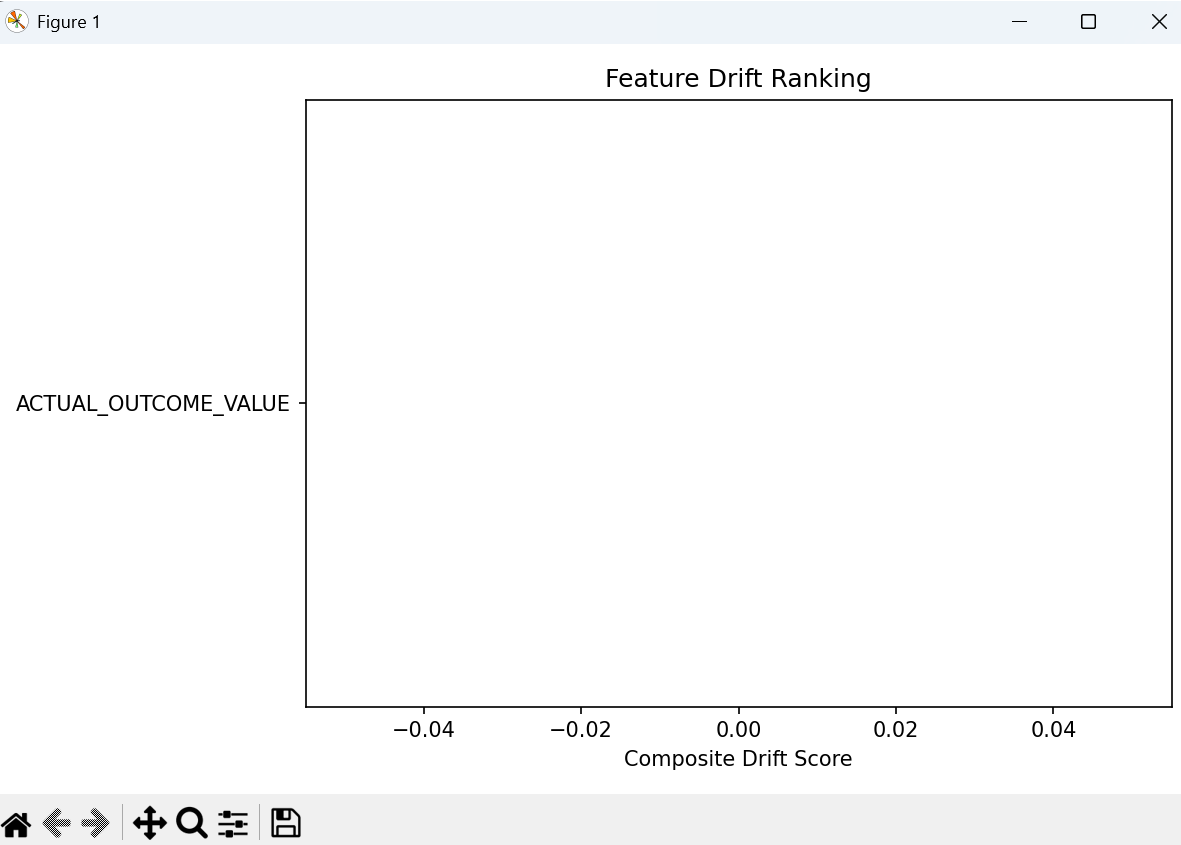 Figure 1
Feature Drift Ranking
ACTUAL_OUTCOME_VALUE
−0.04 −0.02 0.00 0.02 0.04
Composite Drift Score